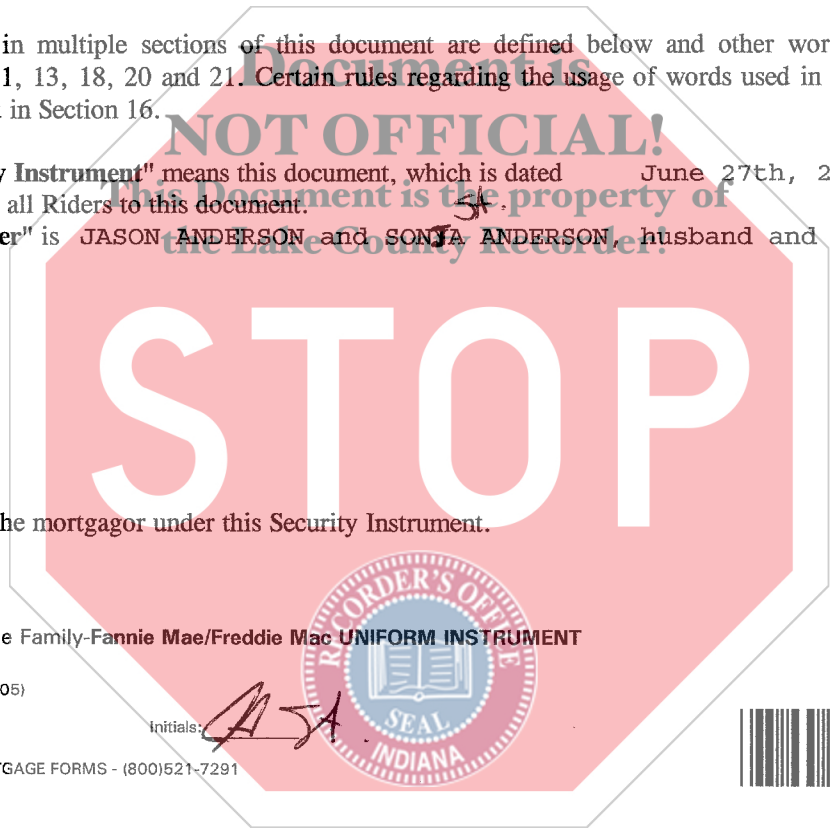 in multiple sections of this document are defined below and other wor
1, 13, 18, 20 and 21. Certain rules regarding the usage of words used in
in Section 16.
Document is
NOT OFFICIAL!
This Document is the property of
the Lake County Recorder!
y Instrument" means this document, which is dated June 27th, 2
all Riders to this document.
SA.
er" is JASON ANDERSON and SONJA ANDERSON, husband and
STOP
he mortgagor under this Security Instrument.
e Family-Fannie Mae/Freddie Mac UNIFORM INSTRUMENT
05)
Initials: JA SA
TGAGE FORMS - (800)521-7291
RECORDER'S OFFICE
SEAL
INDIANA